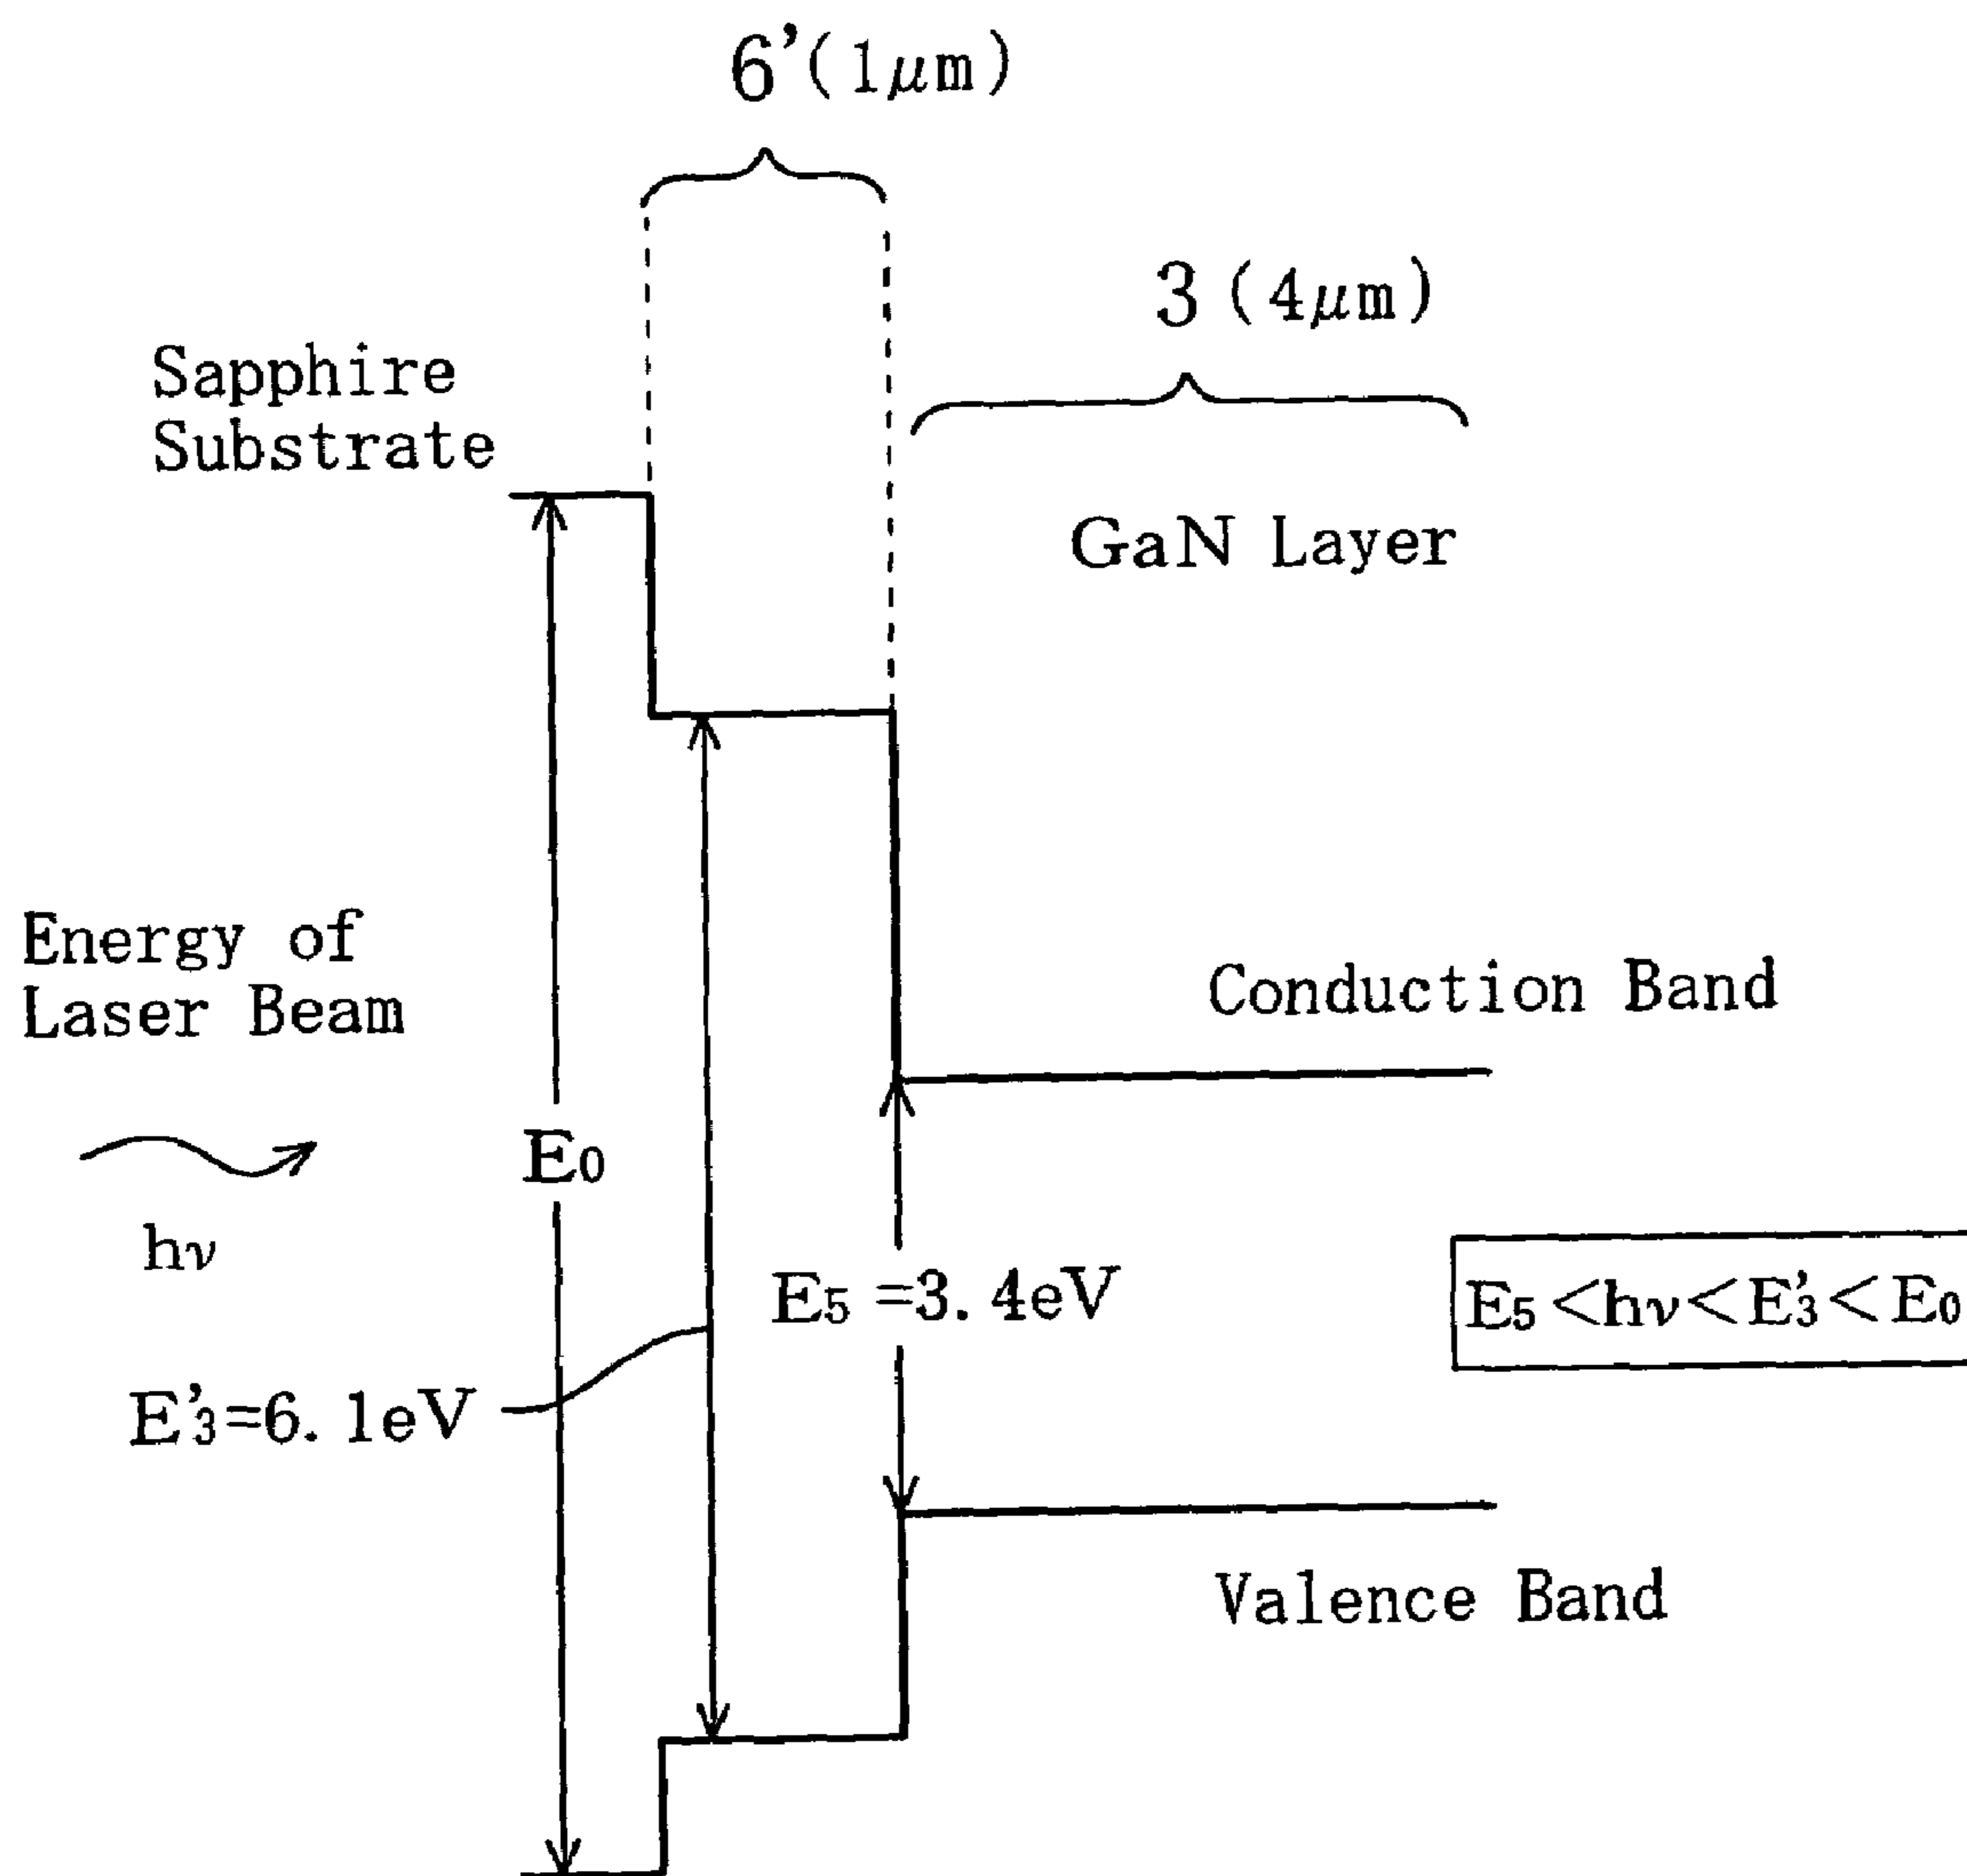 6’(1μm)
3 (4μm)
Sapphire
Substrate
GaN Layer
Energy of
Laser Beam
Conduction Band
E0
hν
E5 =3.4eV
E5 <hν<E’3<E0
E’3=6.1eV
Valence Band